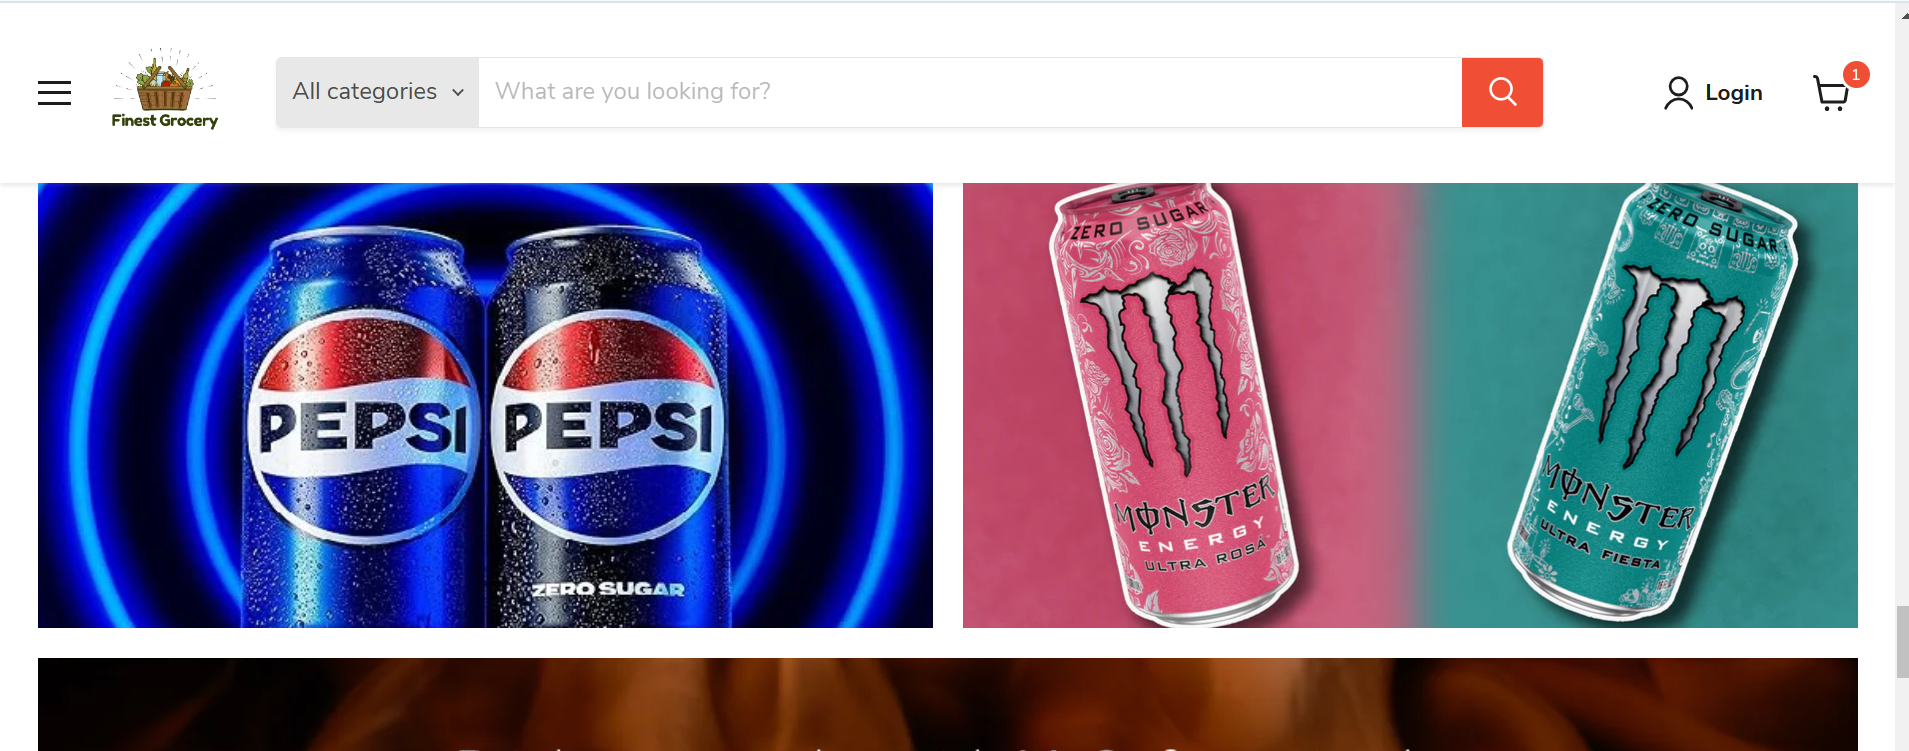 All categories
What are you looking for?
Login
1
Finest Grocery
PEPSI
PEPSI
ZERO SUGAR
ZERO SUGAR
MONSTER
ENERGY
ULTRA ROSÁ
ZERO SUGAR
MONSTER
ENERGY
ULTRA FIESTA